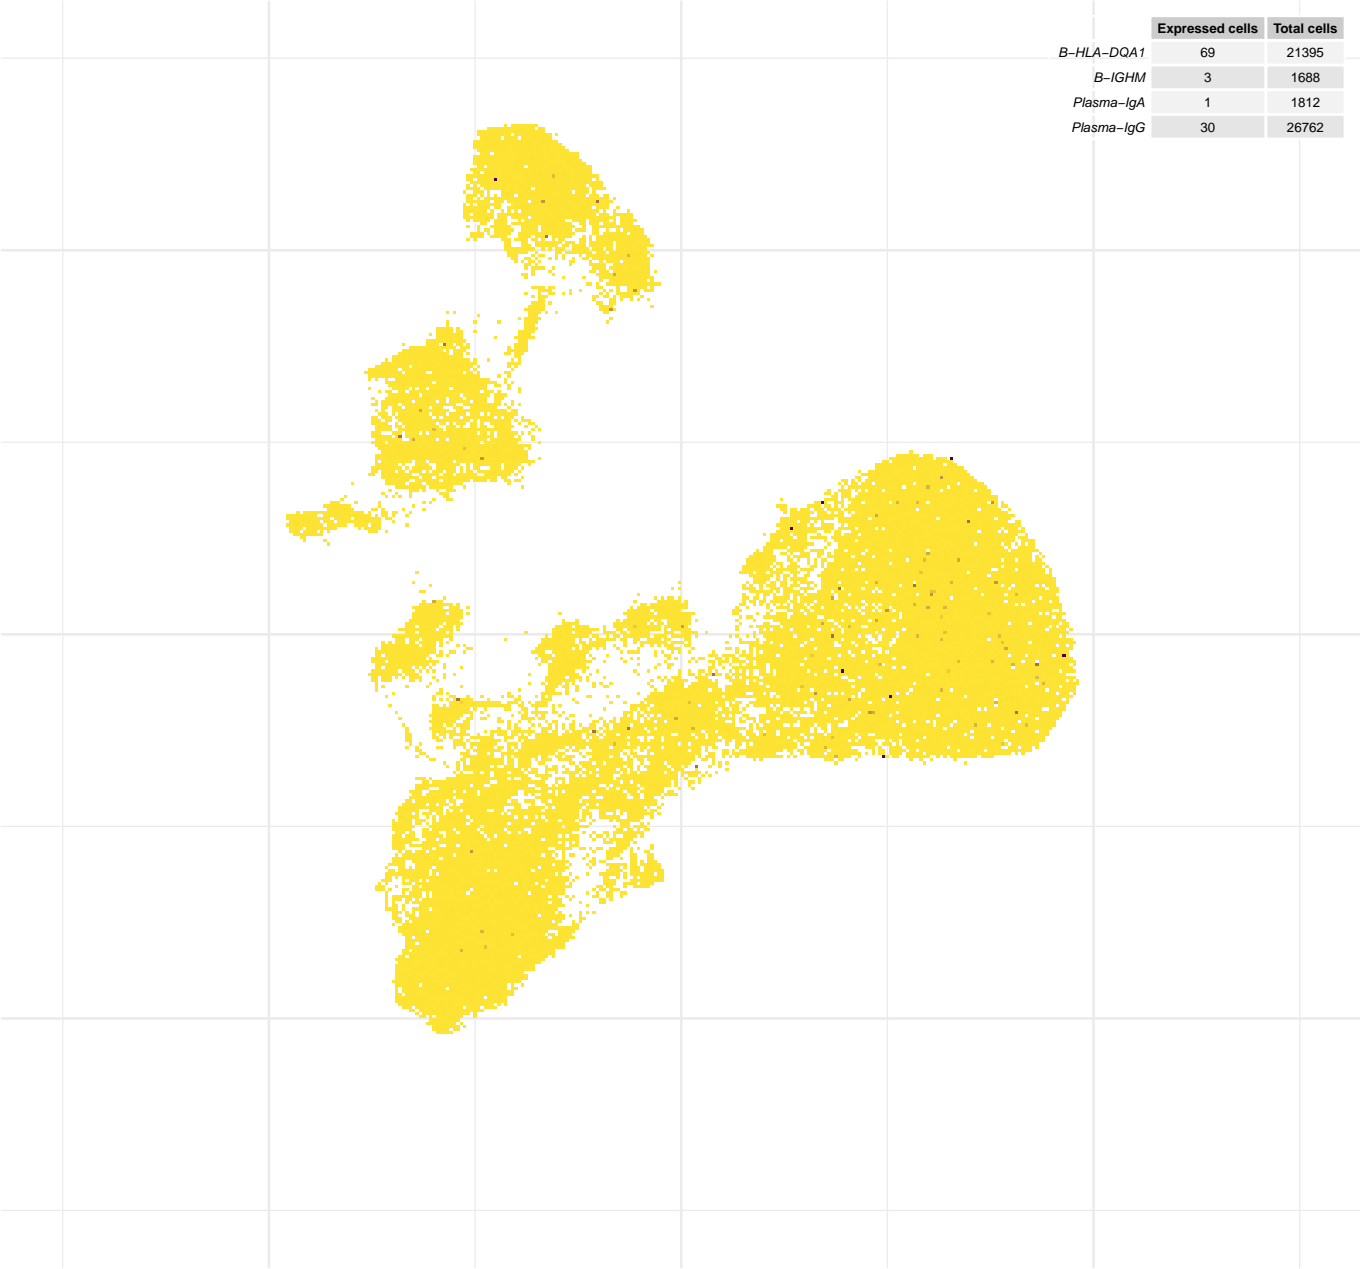 Expressed cells Total cells
B−HLA−DQA1 69 21395
B−IGHM 3 1688
Plasma−IgA 1 1812
Plasma−IgG 30 26762